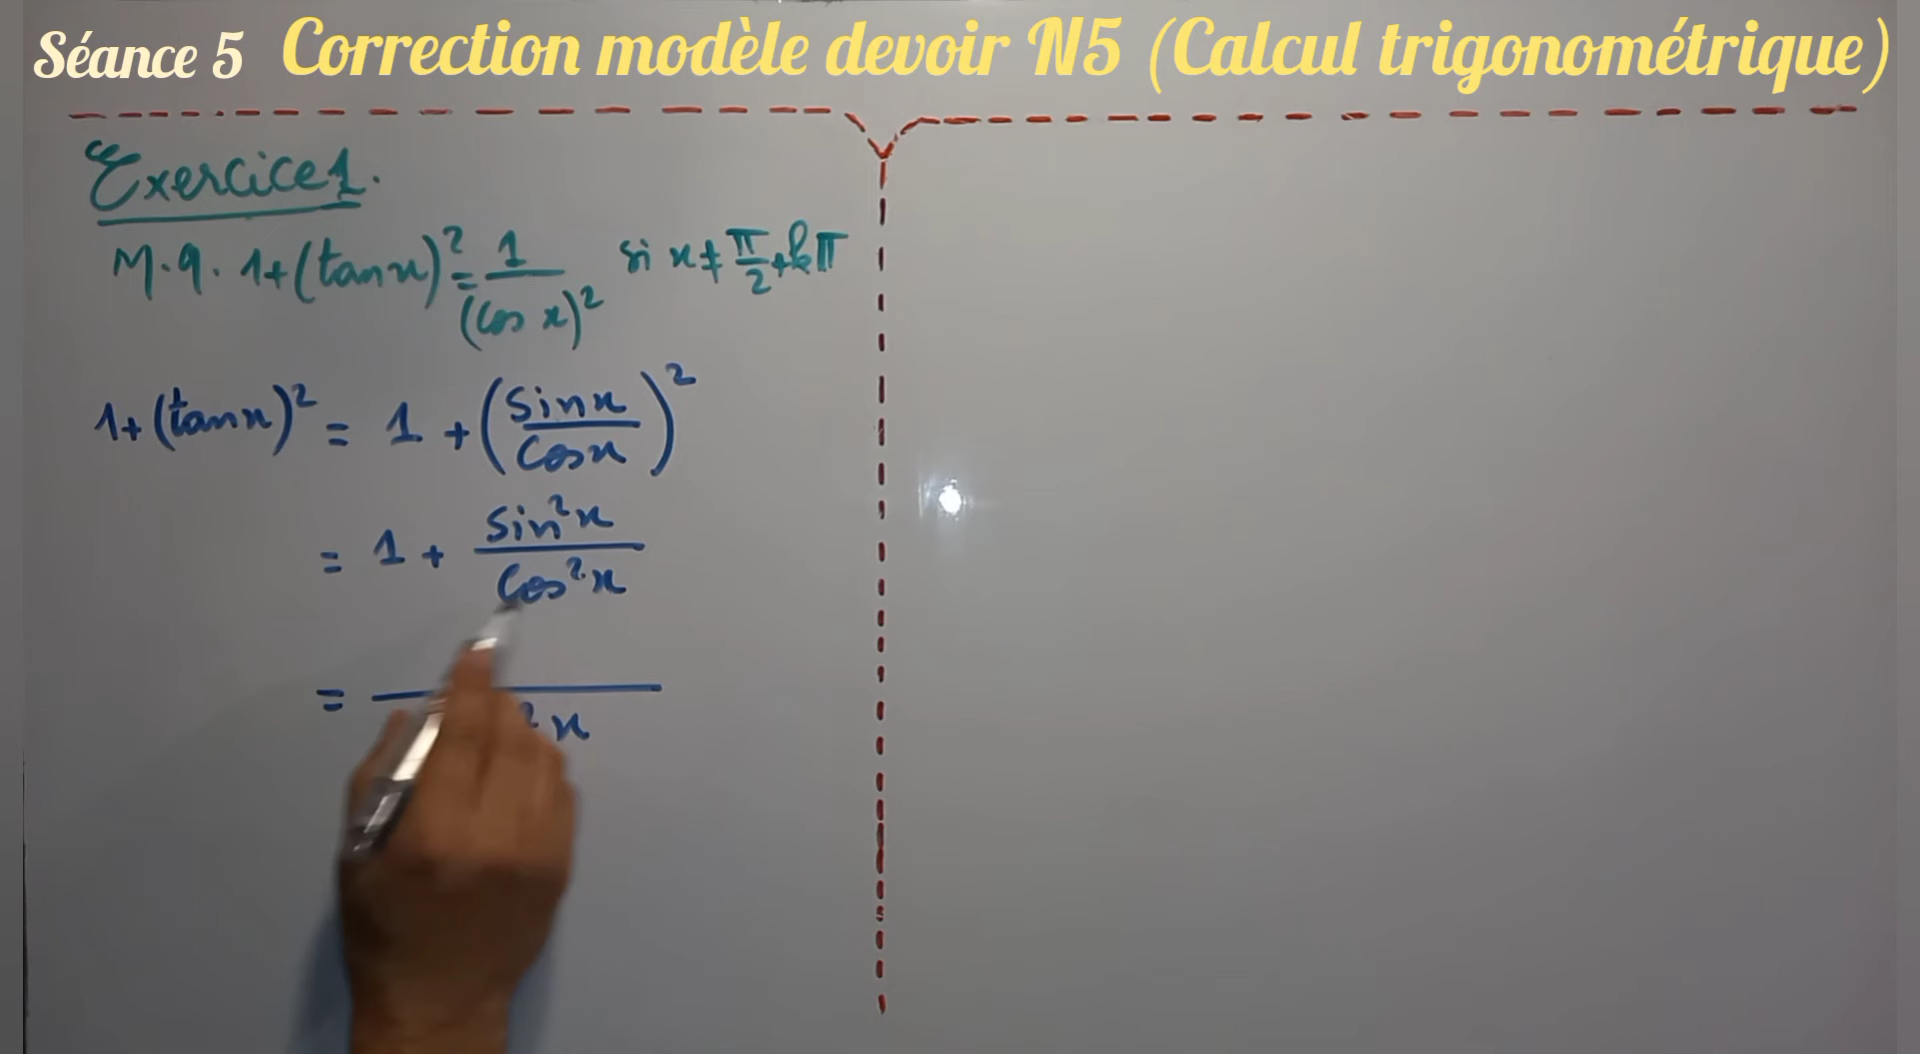 Séance 5 Correction modèle devoir N5 (Calcul trigonométrique)
Exercice 1.
M.q. 1+(tan x)² = 1/(cos x)² si x ≠ π/2 + kπ
1+(tan x)² = 1 + (sin x / cos x)²
= 1 + sin²x / cos²x
= ² x